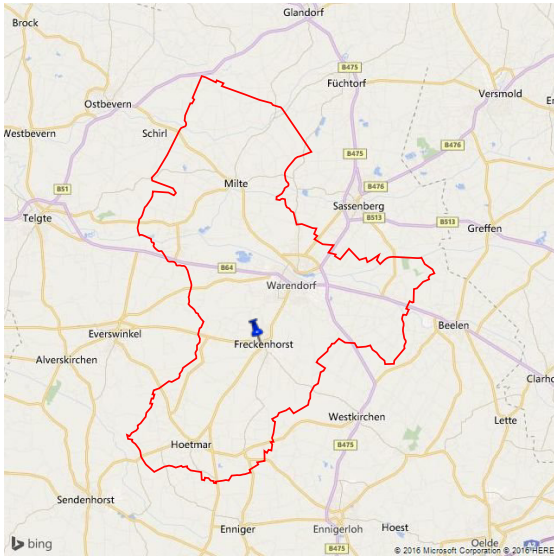 Glandorf
Brock
B475
Füchtorf
Versmold
Ostbevern
Schirl
Westbevern
B475
B476
Milte
B51
B476
Telgte
Sassenberg
B513
B513
Greffen
B64
Warendorf
Everswinkel
Beelen
Freckenhorst
Alverskirchen
Westkirchen
Lette
Hoetmar
B475
Sendenhorst
Enniger
Ennigerloh
Hoest
Oelde
bing
© 2016 Microsoft Corporation © 2016 HERE